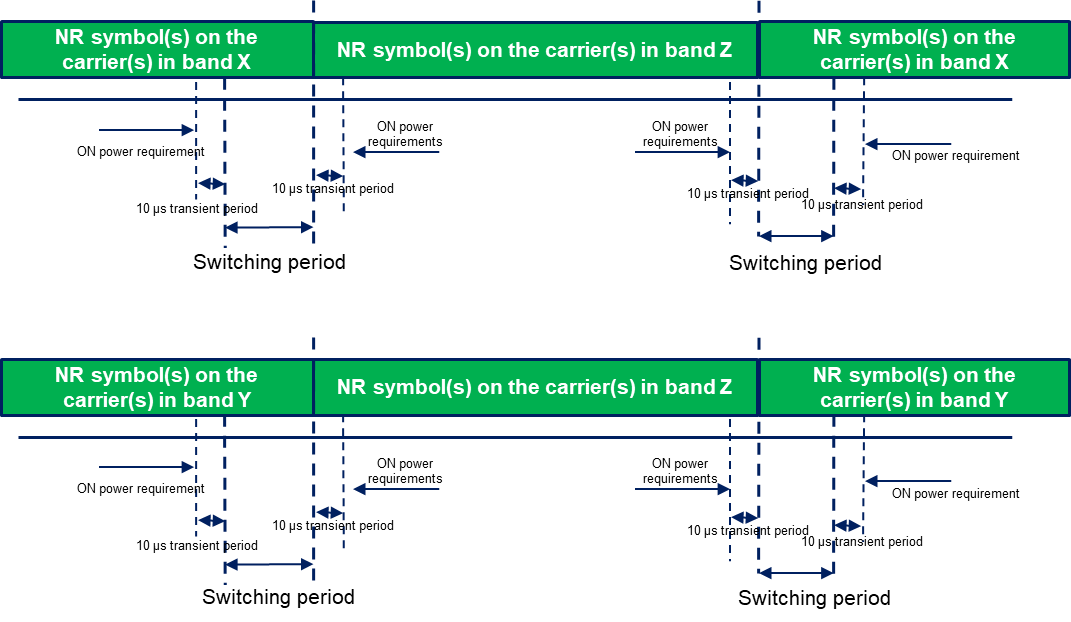 NR symbol(s) on the
carrier(s) in band X
NR symbol(s) on the carrier(s) in band Z
NR symbol(s) on the
carrier(s) in band X
ON power requirement
ON power
requirements
ON power
requirements
ON power requirement
10 µs transient period
10 µs transient period
10 µs transient period
10 µs transient period
Switching period
Switching period
NR symbol(s) on the
carrier(s) in band Y
NR symbol(s) on the carrier(s) in band Z
NR symbol(s) on the
carrier(s) in band Y
ON power requirement
ON power
requirements
ON power
requirements
ON power requirement
10 µs transient period
10 µs transient period
10 µs transient period
10 µs transient period
Switching period
Switching period